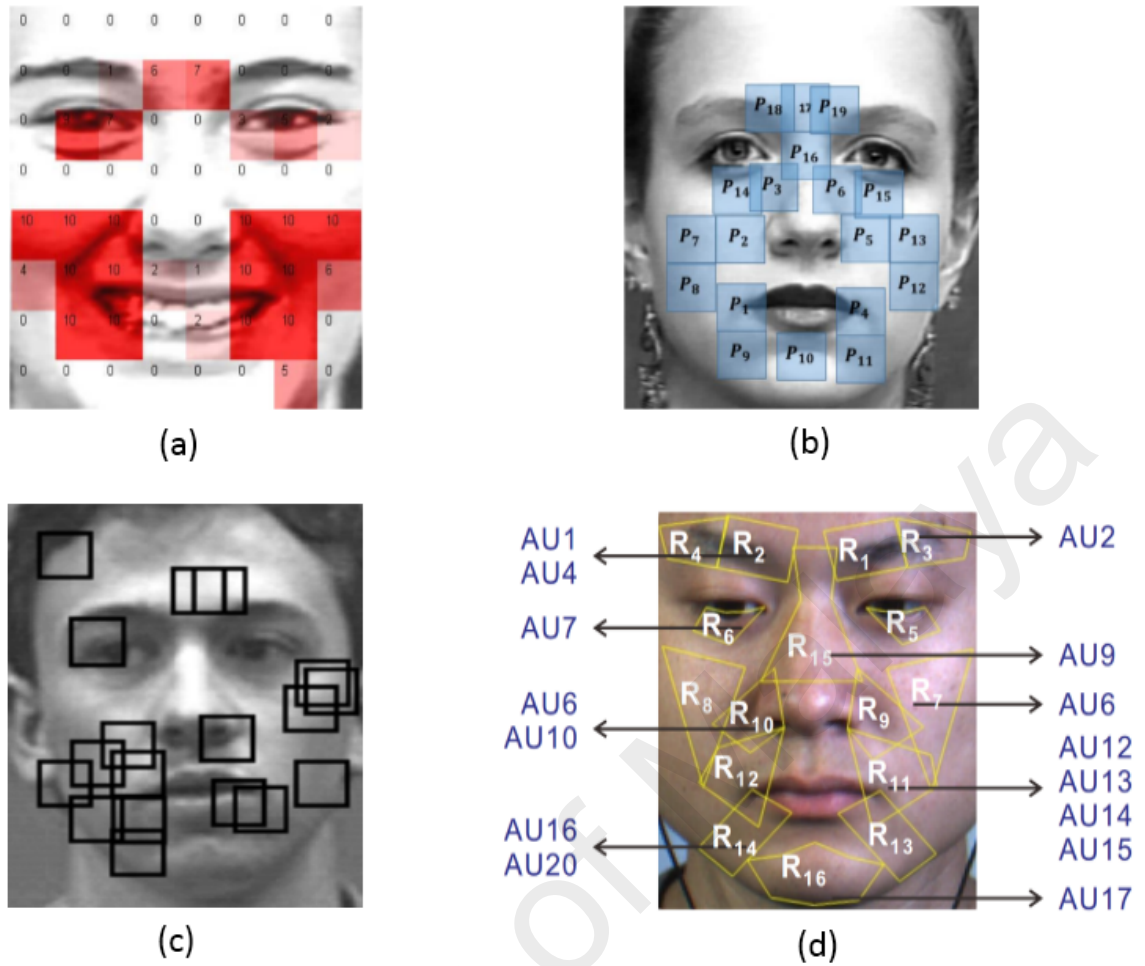 0 0 0 0 0 0 0 0
0 0 1 6 7 0 0 0
0 0 2
0 0 0 0 0 0 0 0
10 10 10 0 0 10 10 10
4 10 10 2 1 10 10 6
0 10 10 0 2 10 10 0
0 0 0 0 0 0 5 0
(a)
P18 17 P19
P16
P14 P3 P6 P15
P7 P2 P5 P13
P8 P12
P1 P4
P9 P10 P11
(b)
(c)
AU1
AU4
AU7
AU6
AU10
AU16
AU20
R4 R2 R1 R3
R6 R5
R15
R8 R7
R10 R9
R12 R11
R14 R13
R16
AU2
AU9
AU6
AU12
AU13
AU14
AU15
AU17
(d)
of M aya